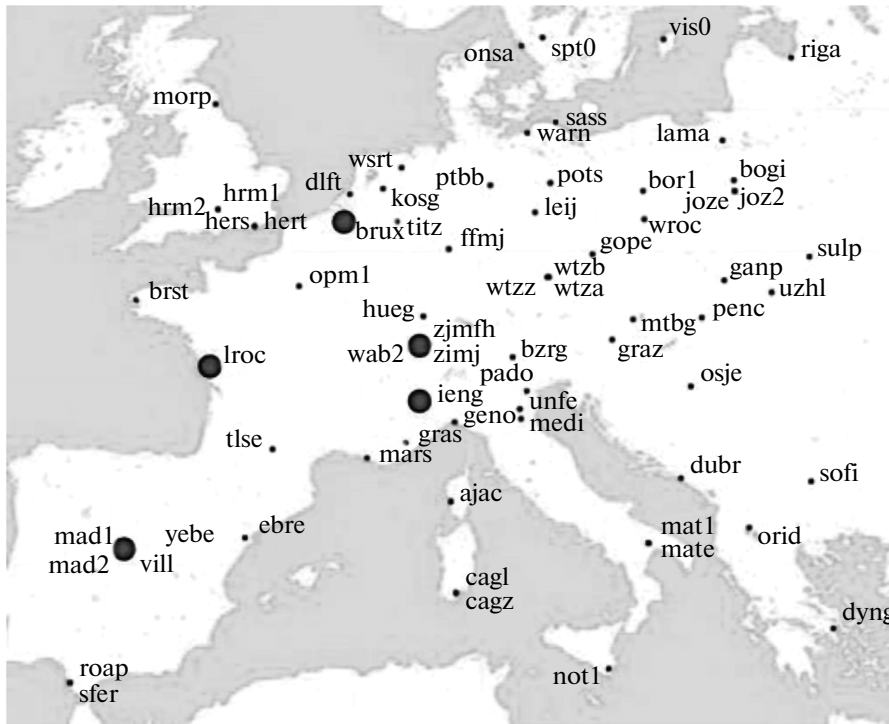 vis0
onsa
spt0
riga
morp
sass
warn
lama
wsrt
ptbb
pots
bogi
dlft
kosg
bor1
joze
joz2
hrm1
hrm2
leij
hers
hert
brux
titz
wroc
ffmj
gope
sulp
wtzb
wtzz
wtza
ganp
opm1
uzhl
brst
hueg
penc
mtbg
zjmfh
wab2
zimj
bzrg
graz
lroc
pado
osje
ieng
unfe
geno
medi
gras
tlse
mars
dubr
sofi
ajac
mad1
yebe
ebre
mat1
orid
mad2
vill
mate
cagl
cagz
dyng
roap
not1
sfer